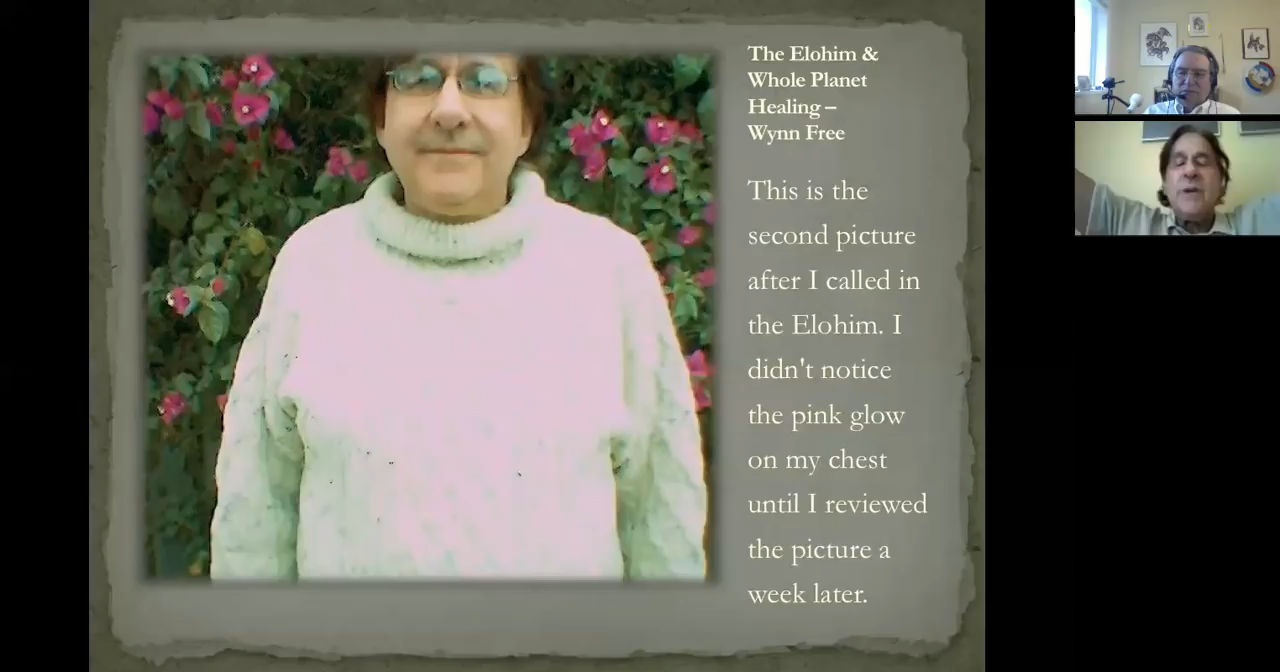 The Elohim &
Whole Planet
Healing –
Wynn Free
This is the
second picture
after I called in
the Elohim. I
didn't notice
the pink glow
on my chest
until I reviewed
the picture a
week later.